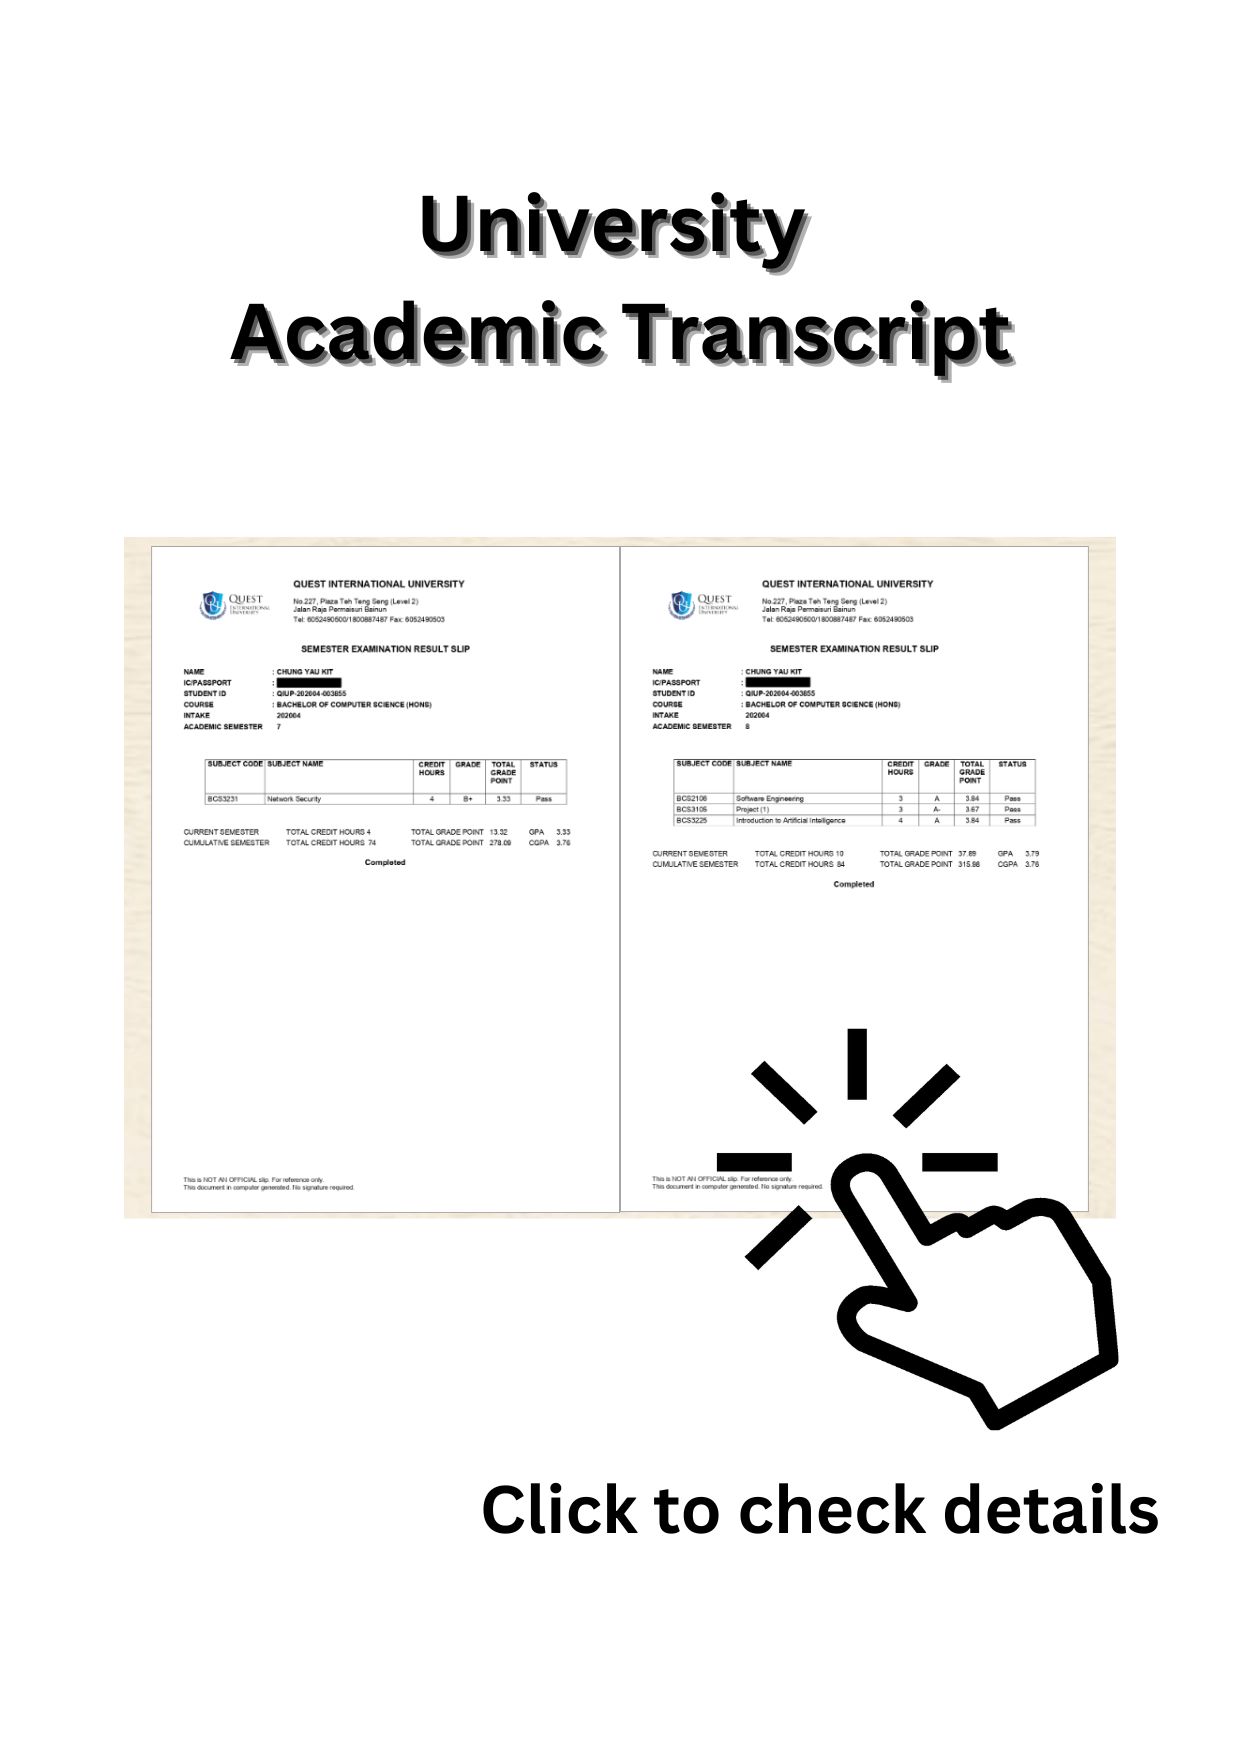 University
Academic Transcript
QUEST INTERNATIONAL UNIVERSITY
QUEST
INTERNATIONAL
UNIVERSITY
No.227, Plaza Teh Teng Seng (Level 2)
Jalan Raja Permaisuri Bainun
Tel: 6052490500/1800887487 Fax: 6052490503
SEMESTER EXAMINATION RESULT SLIP
NAME : CHUNG YAU KIT
IC/PASSPORT :
STUDENT ID : QIUP-202004-003855
COURSE : BACHELOR OF COMPUTER SCIENCE (HONS)
INTAKE 202004
ACADEMIC SEMESTER 7
SUBJECT CODE SUBJECT NAME CREDIT HOURS GRADE TOTAL GRADE POINT STATUS
BCS3231 Network Security 4 B+ 3.33 Pass
CURRENT SEMESTER TOTAL CREDIT HOURS 4 TOTAL GRADE POINT 13.32 GPA 3.33
CUMULATIVE SEMESTER TOTAL CREDIT HOURS 74 TOTAL GRADE POINT 278.09 CGPA 3.76
Completed
This is NOT AN OFFICIAL slip. For reference only.
This document in computer generated. No signature required.
QUEST INTERNATIONAL UNIVERSITY
QUEST
INTERNATIONAL
UNIVERSITY
No.227, Plaza Teh Teng Seng (Level 2)
Jalan Raja Permaisuri Bainun
Tel: 6052490500/1800887487 Fax: 6052490503
SEMESTER EXAMINATION RESULT SLIP
NAME : CHUNG YAU KIT
IC/PASSPORT :
STUDENT ID : QIUP-202004-003855
COURSE : BACHELOR OF COMPUTER SCIENCE (HONS)
INTAKE 202004
ACADEMIC SEMESTER 8
SUBJECT CODE SUBJECT NAME CREDIT HOURS GRADE TOTAL GRADE POINT STATUS
BCS2106 Software Engineering 3 A 3.84 Pass
BCS3105 Project (1) 3 A- 3.67 Pass
BCS3225 Introduction to Artificial Intelligence 4 A 3.84 Pass
CURRENT SEMESTER TOTAL CREDIT HOURS 10 TOTAL GRADE POINT 37.89 GPA 3.79
CUMULATIVE SEMESTER TOTAL CREDIT HOURS 84 TOTAL GRADE POINT 315.98 CGPA 3.76
Completed
This is NOT AN OFFICIAL slip. For reference only.
This document in computer generated. No signature required.
Click to check details